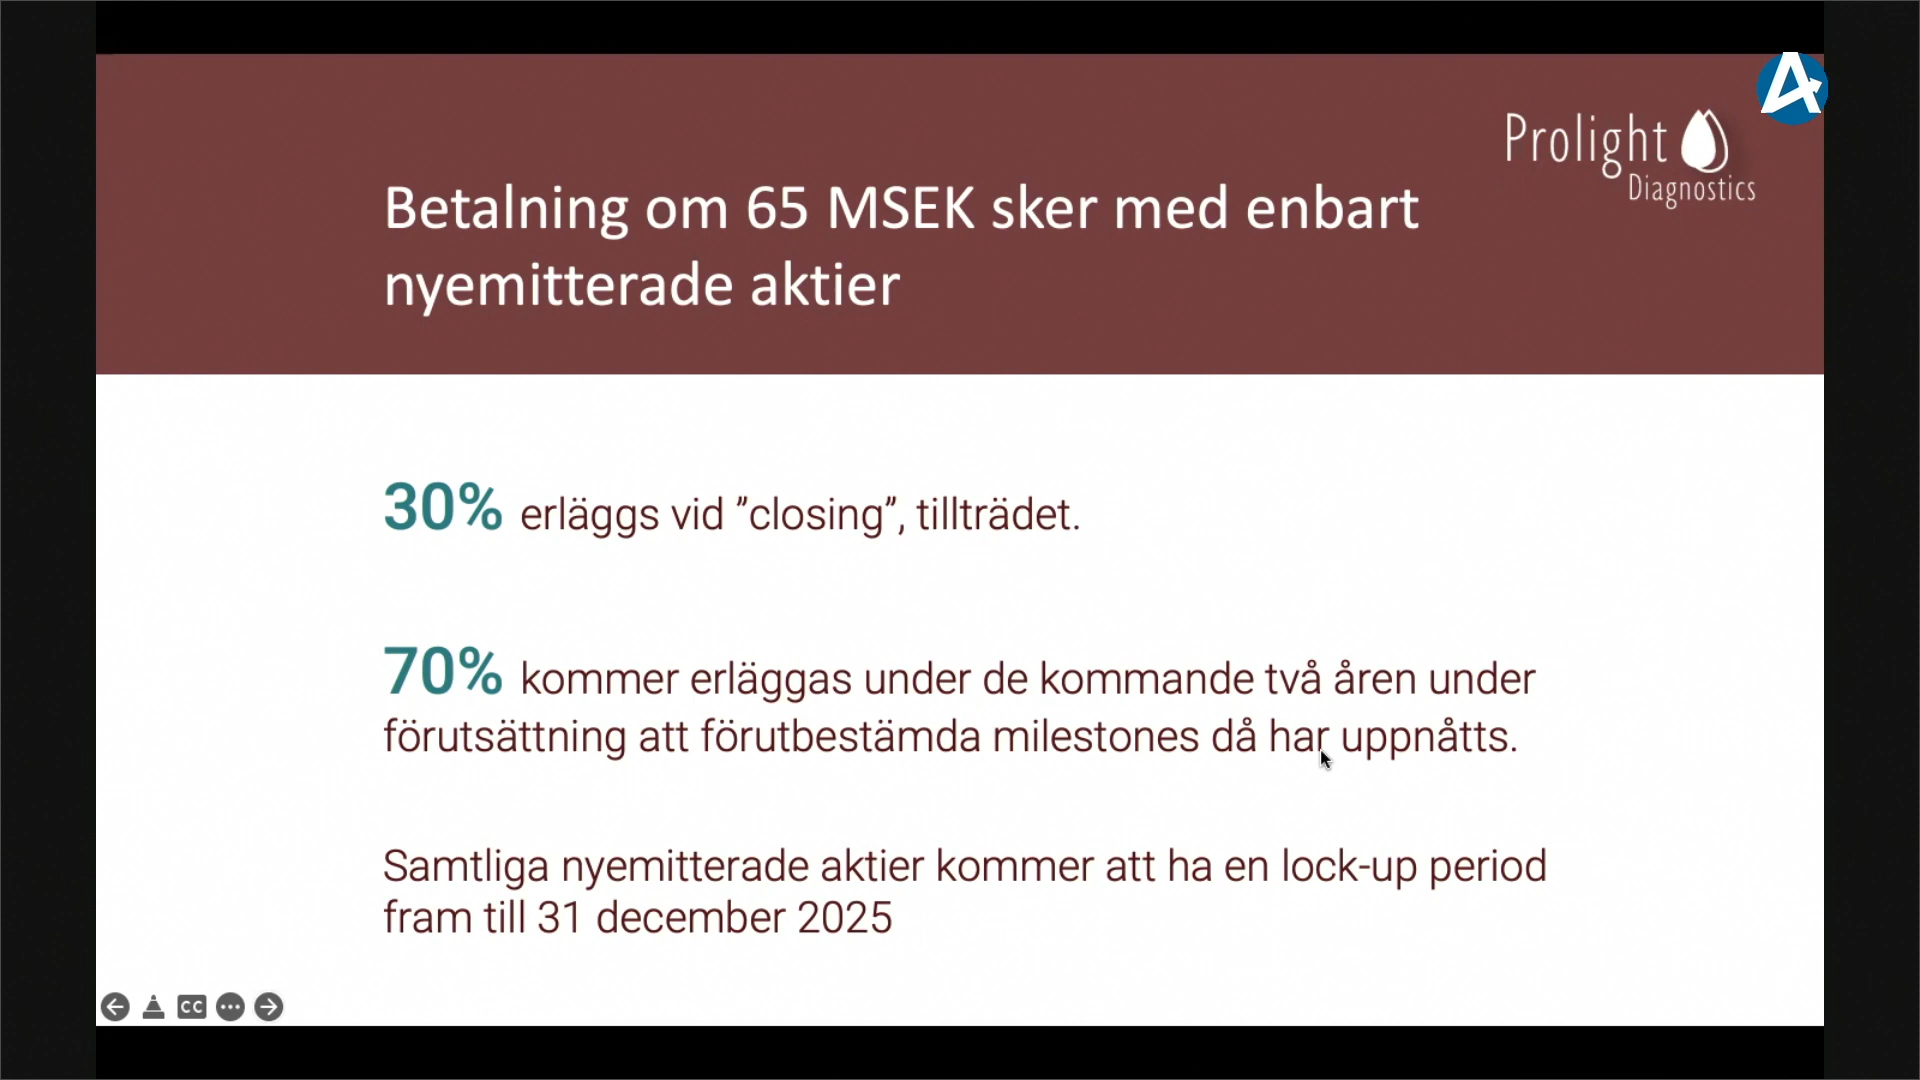 Prolight
Diagnostics
Betalning om 65 MSEK sker med enbart
nyemitterade aktier
30% erläggs vid ”closing”, tillträdet.
70% kommer erläggas under de kommande två åren under
förutsättning att förutbestämda milestones då har uppnåtts.
Samtliga nyemitterade aktier kommer att ha en lock-up period
fram till 31 december 2025
CC